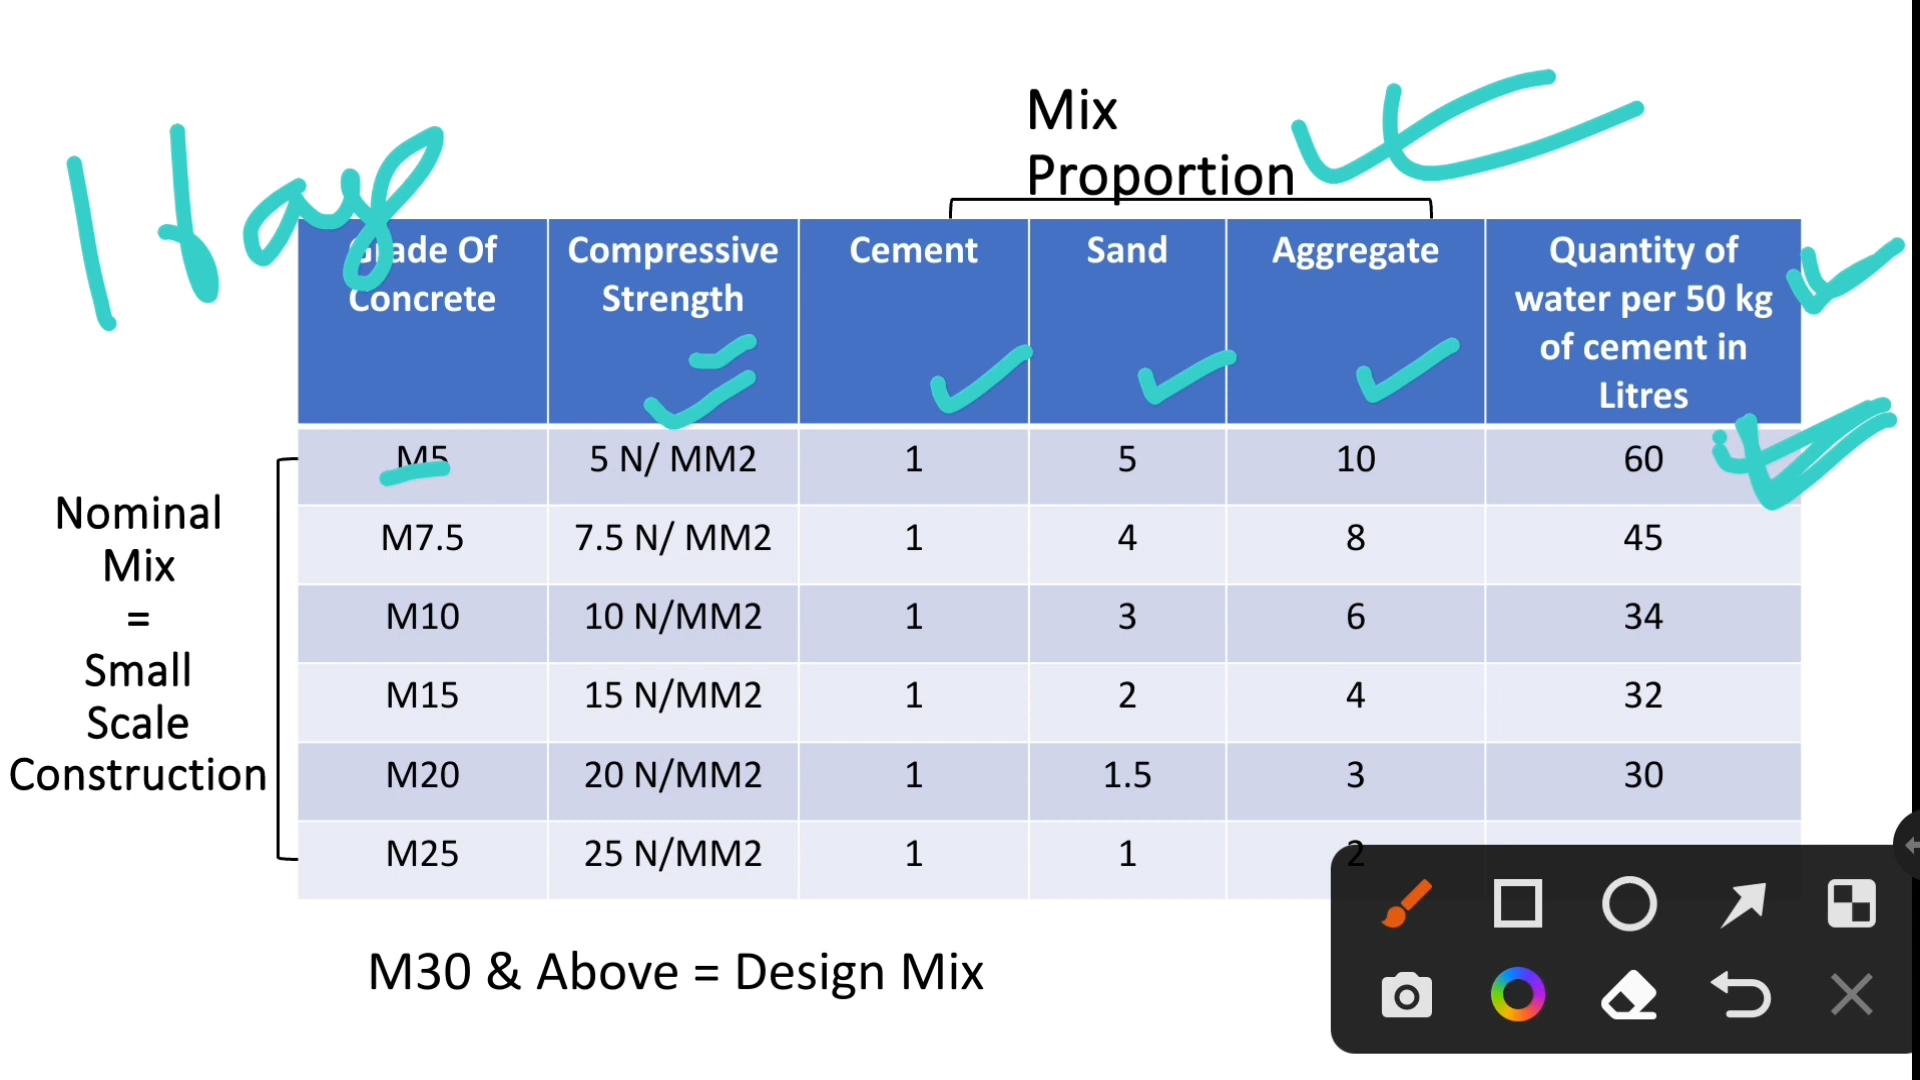 Mix
Proportion
Grade Of Concrete Compressive Strength Cement Sand Aggregate Quantity of water per 50 kg of cement in Litres
M5 5 N/ MM2 1 5 10 60
M7.5 7.5 N/ MM2 1 4 8 45
M10 10 N/MM2 1 3 6 34
M15 15 N/MM2 1 2 4 32
M20 20 N/MM2 1 1.5 3 30
M25 25 N/MM2 1 1 2
Nominal
Mix
=
Small
Scale
Construction
M30 & Above = Design Mix